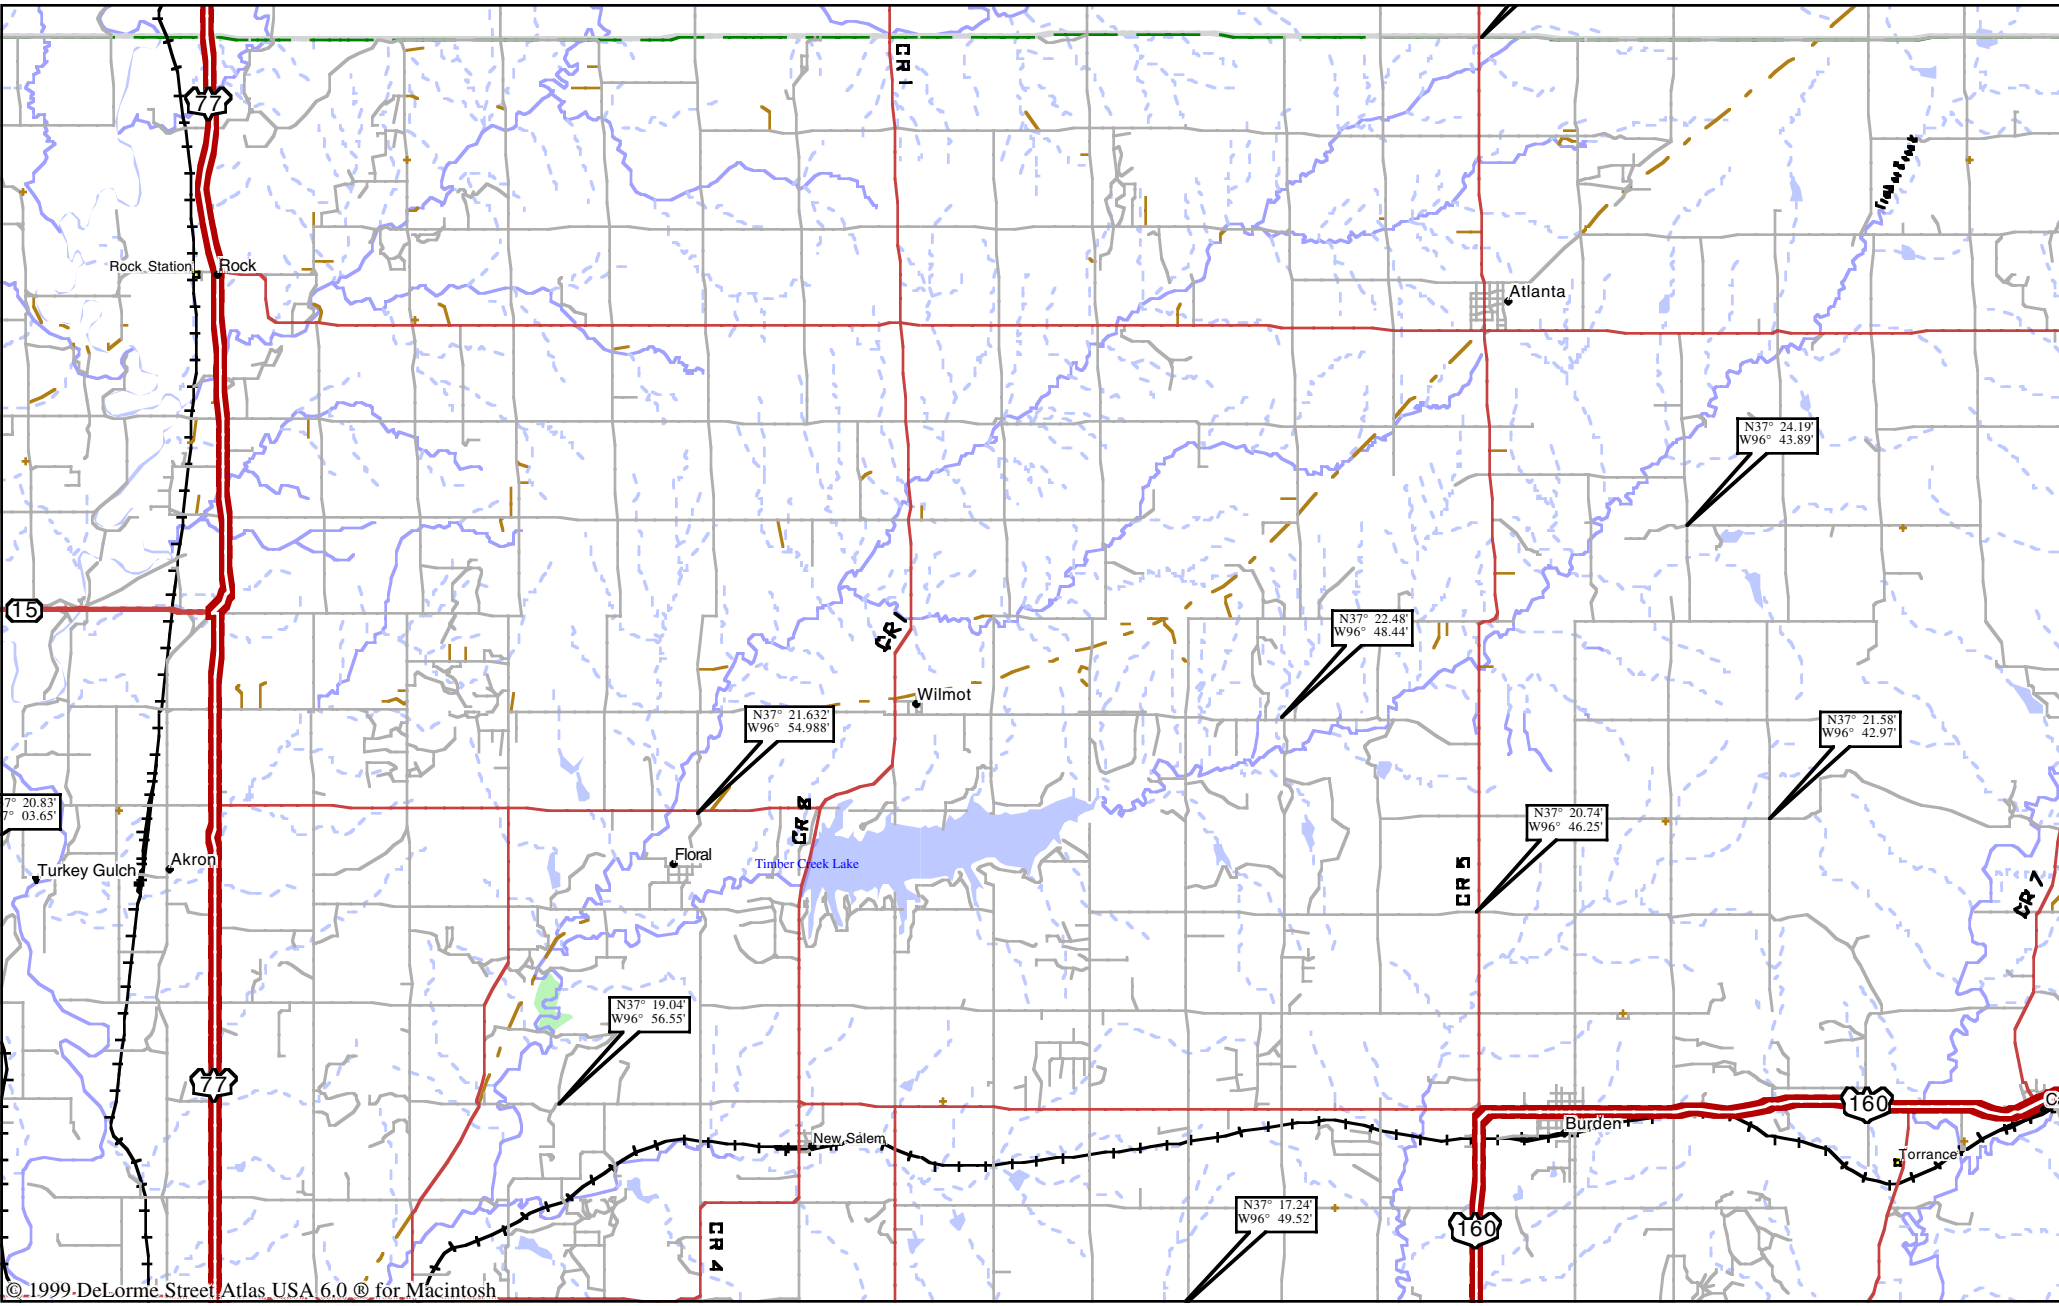 CR 1
77
Rock Station
Rock
Atlanta
N37° 24.19'
W96° 43.89'
15
CR 1
N37° 22.48'
W96° 48.44'
Wilmot
N37° 21.632'
W96° 54.988'
N37° 21.58'
W96° 42.97'
7° 20.83'
7° 03.65'
CR 8
N37° 20.74'
W96° 46.25'
Turkey Gulch
Akron
Floral
Timber Creek Lake
CR 5
CR 7
N37° 19.04'
W96° 56.55'
77
160
Ca
Burden
New Salem
Torrance
N37° 17.24'
W96° 49.52'
160
CR 4
© 1999 DeLorme Street Atlas USA 6.0 ® for Macintosh